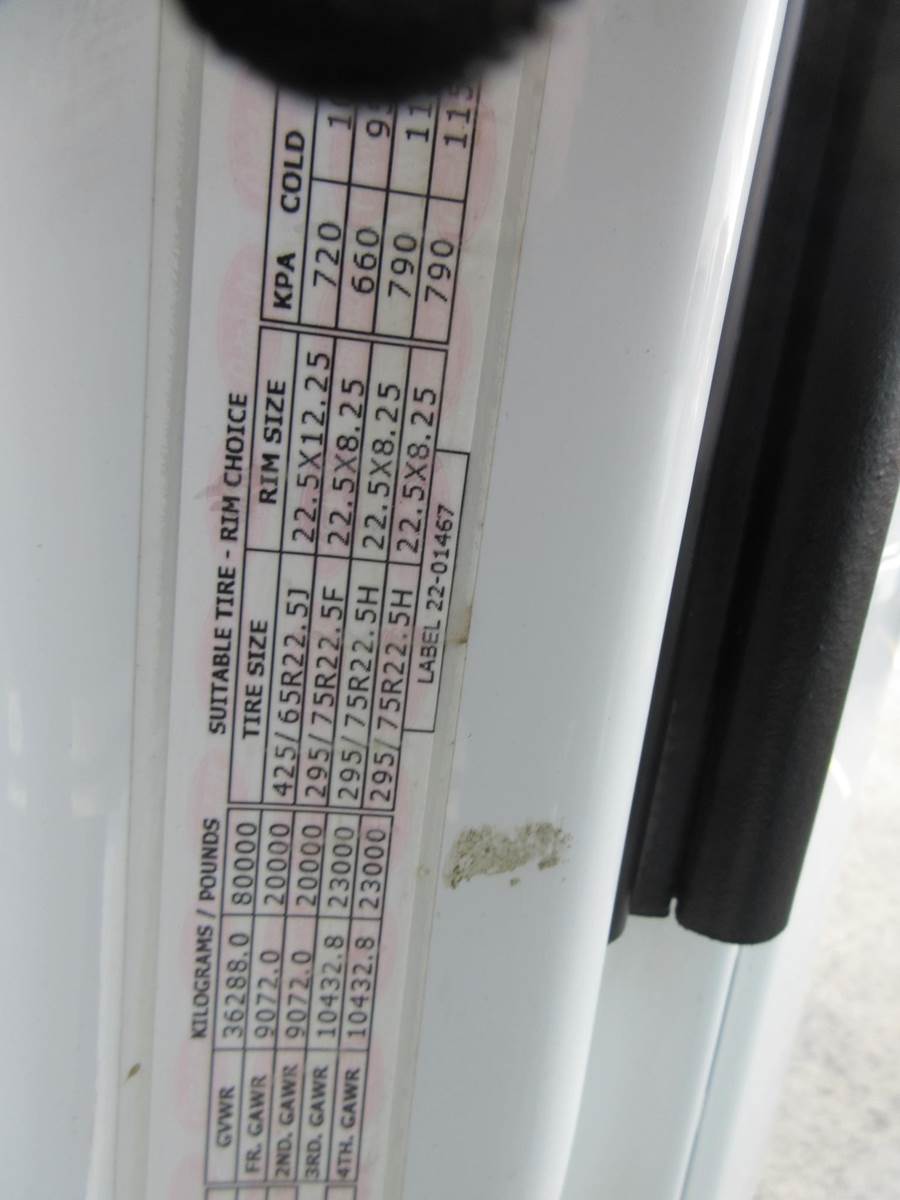 KILOGRAMS / POUNDS SUITABLE TIRE - RIM CHOICE
GVWR 36288.0 80000 TIRE SIZE RIM SIZE KPA COLD
FR. GAWR 9072.0 20000 425/65R22.5J 22.5X12.25 720
2ND. GAWR 9072.0 20000 295/75R22.5F 22.5X8.25 660
3RD. GAWR 10432.8 23000 295/75R22.5H 22.5X8.25 790
4TH. GAWR 10432.8 23000 295/75R22.5H 22.5X8.25 790
LABEL 22-01467